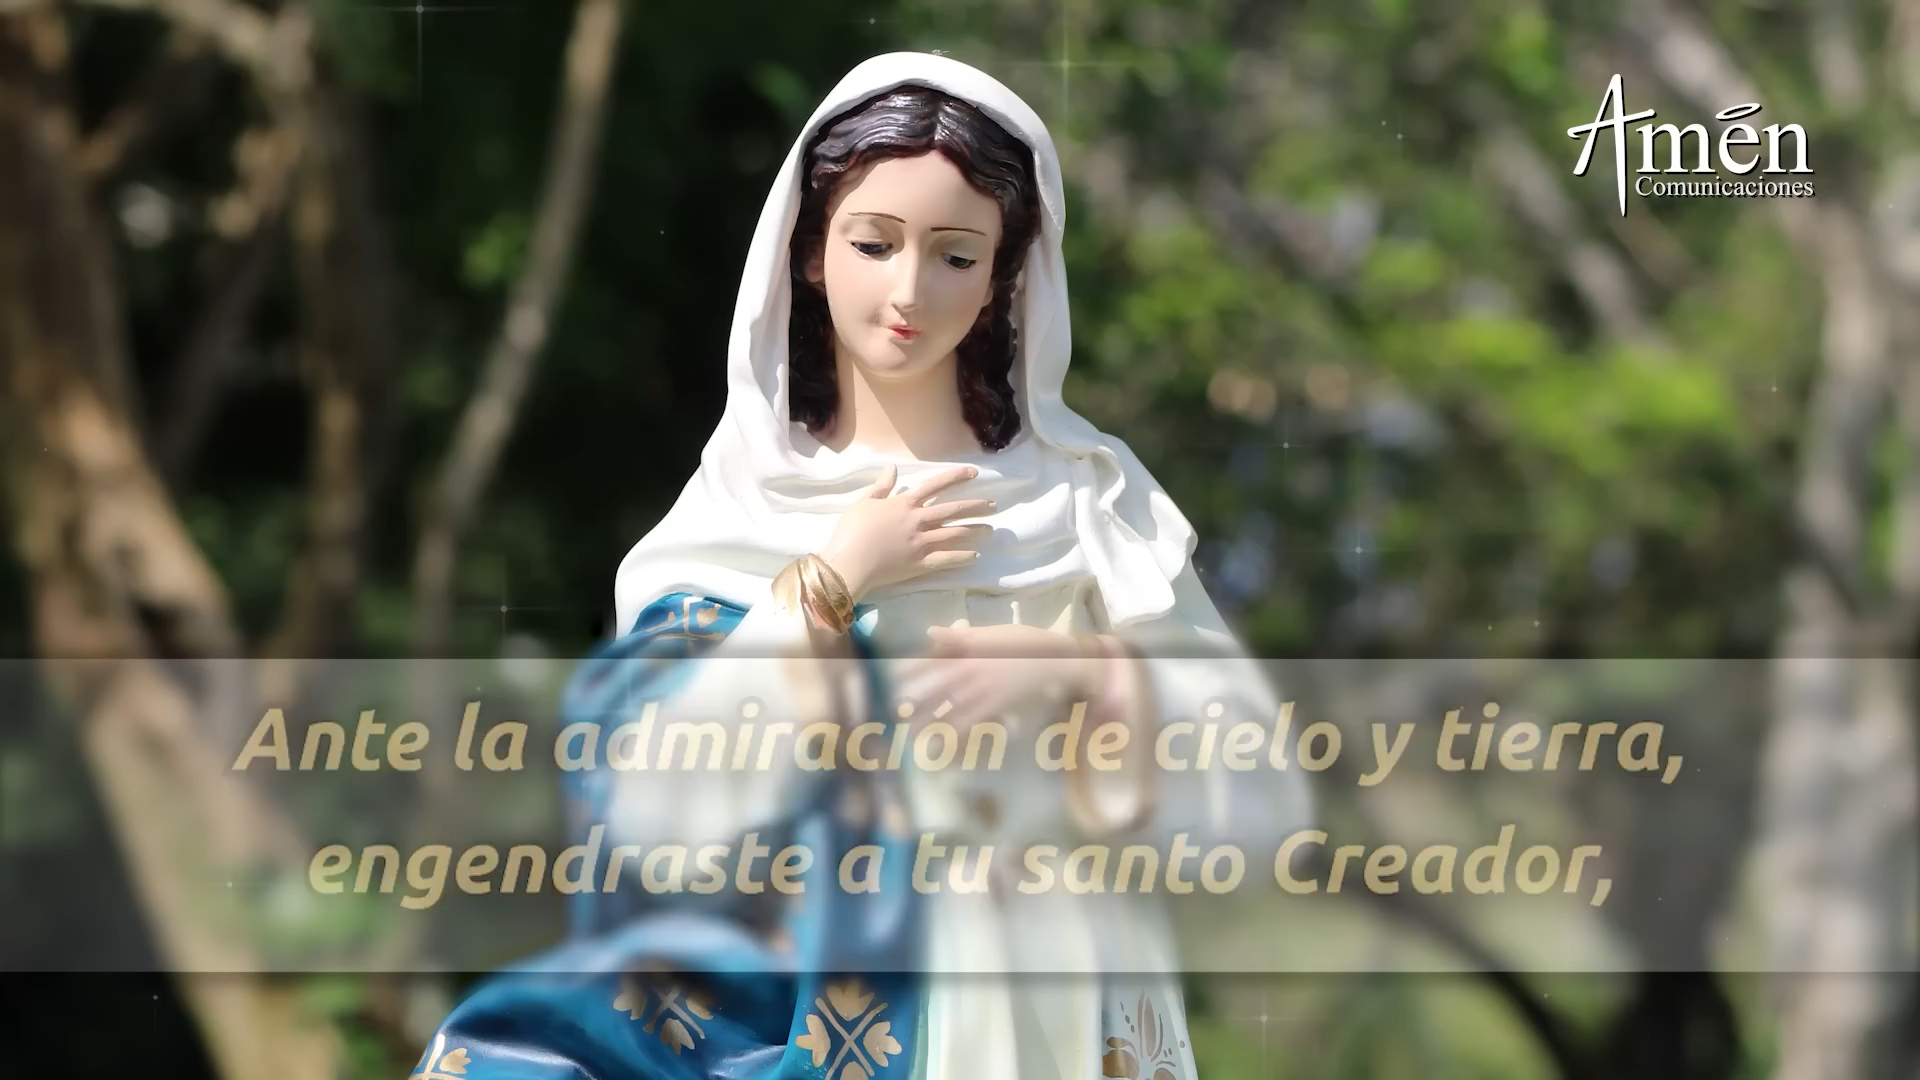 Amén
Comunicaciones
Ante la admiración de cielo y tierra,
engendraste a tu santo Creador,